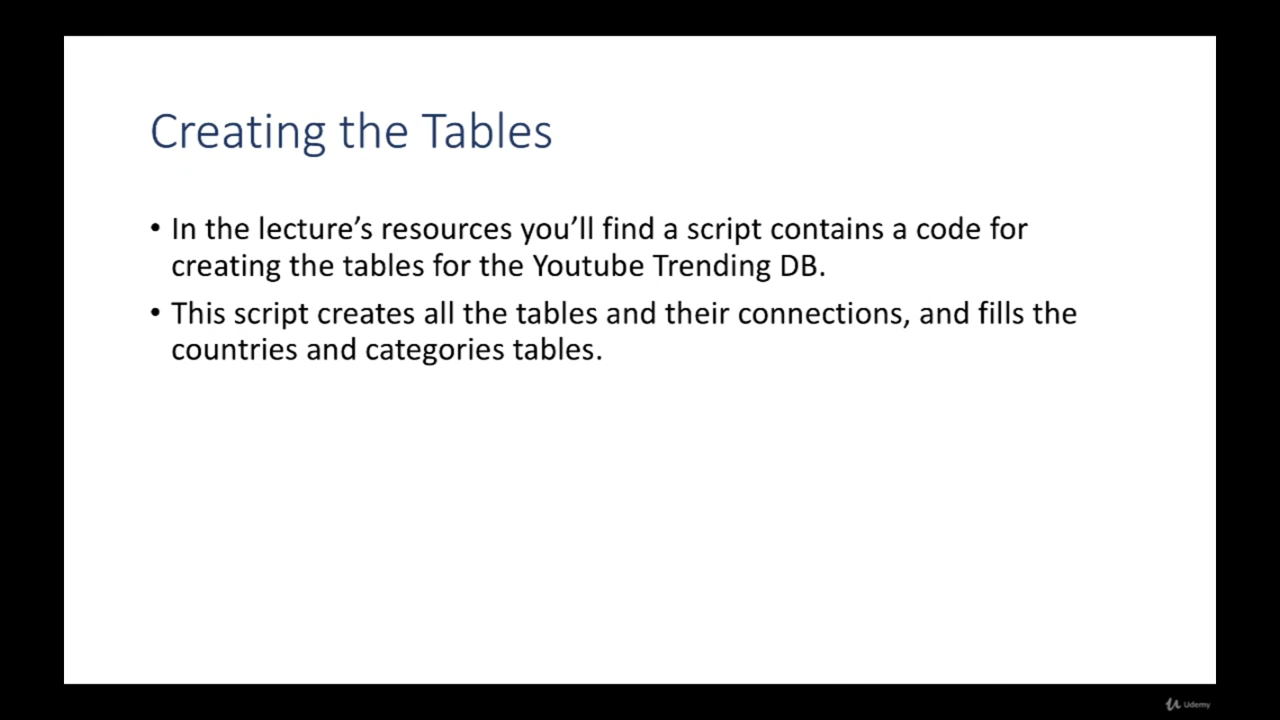 Creating the Tables
• In the lecture’s resources you’ll find a script contains a code for
creating the tables for the Youtube Trending DB.
• This script creates all the tables and their connections, and fills the
countries and categories tables.
Udemy